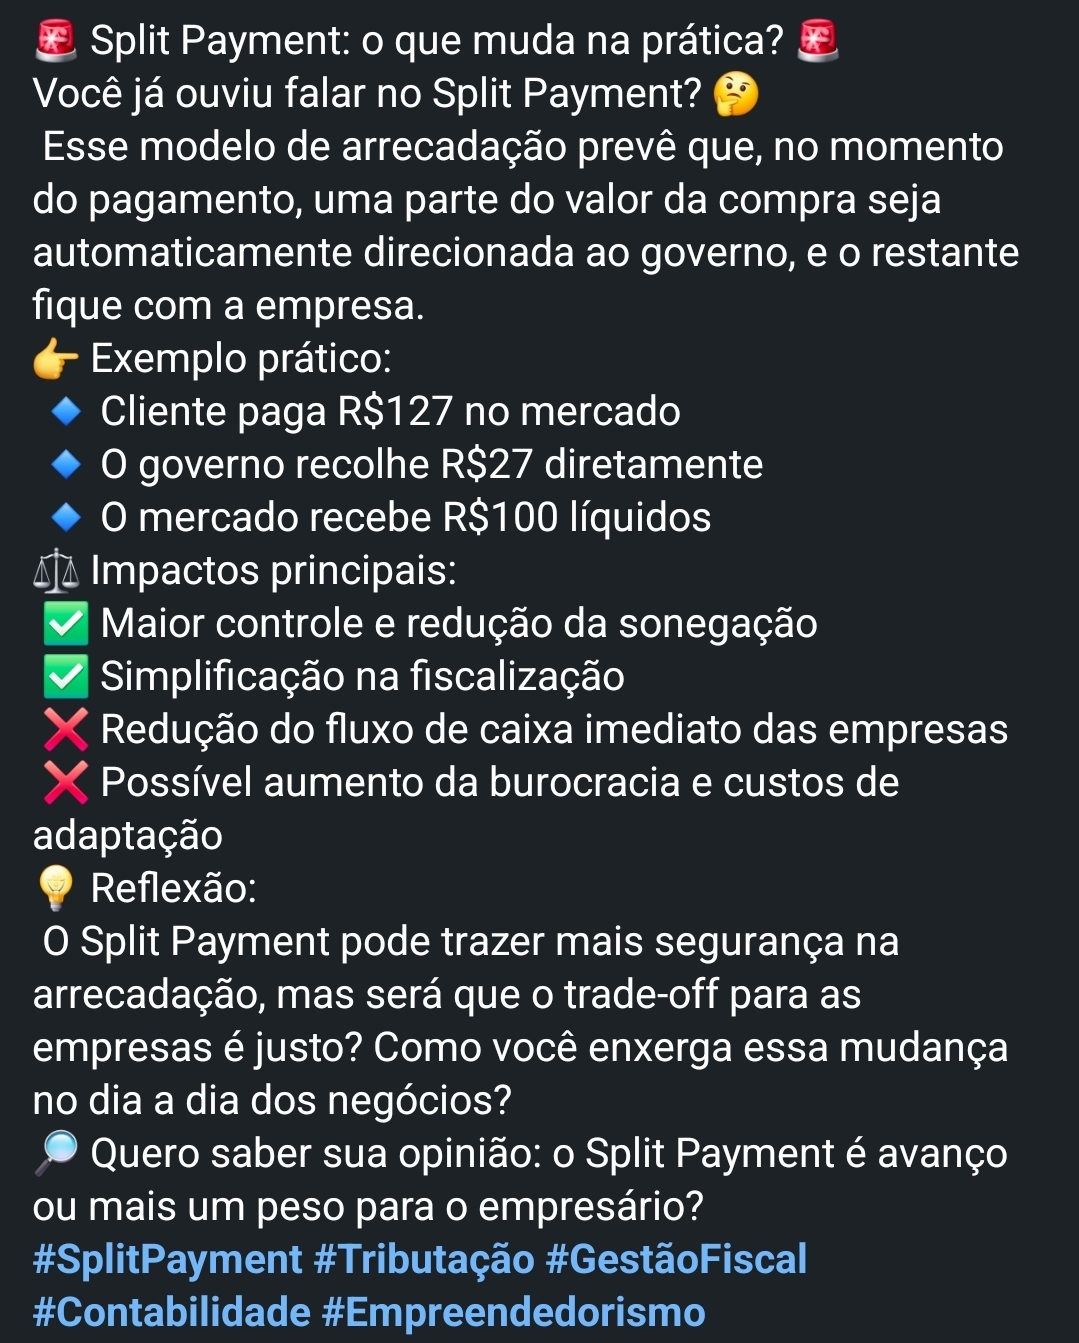 🚨 Split Payment: o que muda na prática? 🚨
Você já ouviu falar no Split Payment? 🤔
Esse modelo de arrecadação prevê que, no momento
do pagamento, uma parte do valor da compra seja
automaticamente direcionada ao governo, e o restante
fique com a empresa.
👉 Exemplo prático:
🔹 Cliente paga R$127 no mercado
🔹 O governo recolhe R$27 diretamente
🔹 O mercado recebe R$100 líquidos
⚖️ Impactos principais:
✅ Maior controle e redução da sonegação
✅ Simplificação na fiscalização
❌ Redução do fluxo de caixa imediato das empresas
❌ Possível aumento da burocracia e custos de
adaptação
💡 Reflexão:
O Split Payment pode trazer mais segurança na
arrecadação, mas será que o trade-off para as
empresas é justo? Como você enxerga essa mudança
no dia a dia dos negócios?
🔎 Quero saber sua opinião: o Split Payment é avanço
ou mais um peso para o empresário?
#SplitPayment #Tributação #GestãoFiscal
#Contabilidade #Empreendedorismo